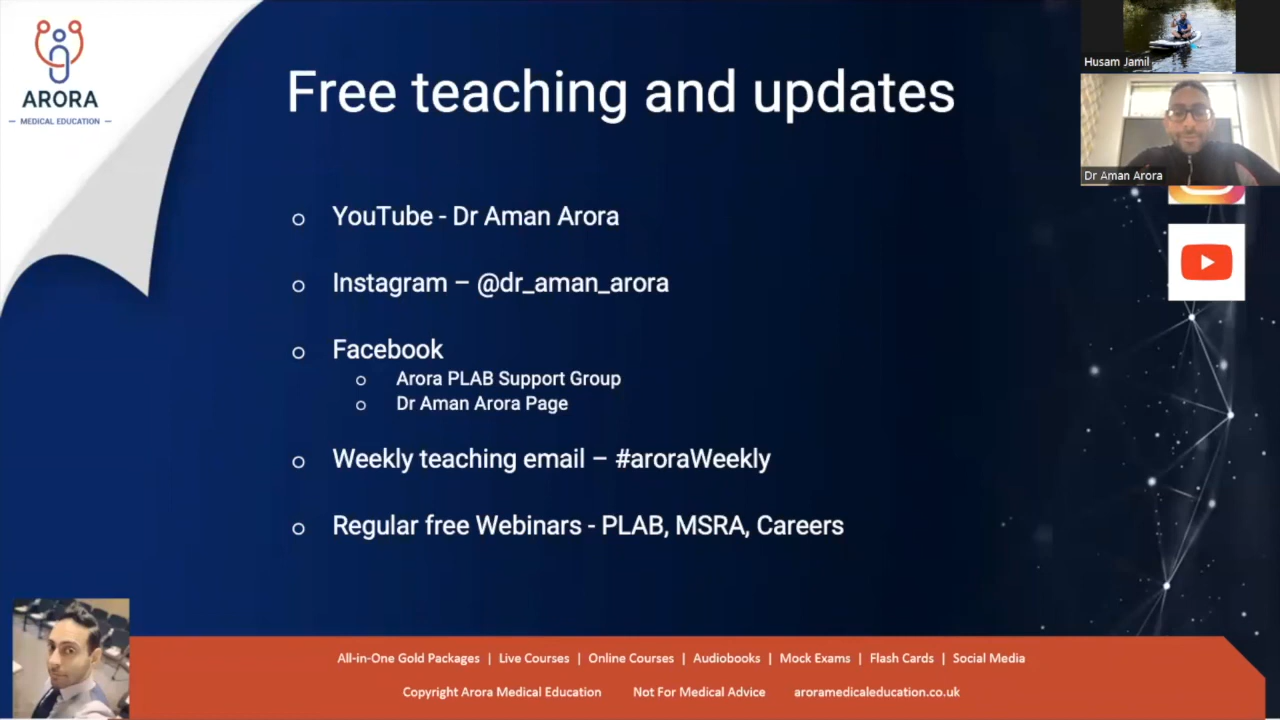 ARORA
MEDICAL EDUCATION
Free teaching and updates
Husam Jamil
Dr Aman Arora
YouTube - Dr Aman Arora
Instagram – @dr_aman_arora
Facebook
Arora PLAB Support Group
Dr Aman Arora Page
Weekly teaching email – #aroraWeekly
Regular free Webinars - PLAB, MSRA, Careers
All-in-One Gold Packages | Live Courses | Online Courses | Audiobooks | Mock Exams | Flash Cards | Social Media
Copyright Arora Medical Education Not For Medical Advice aroramedicaleducation.co.uk